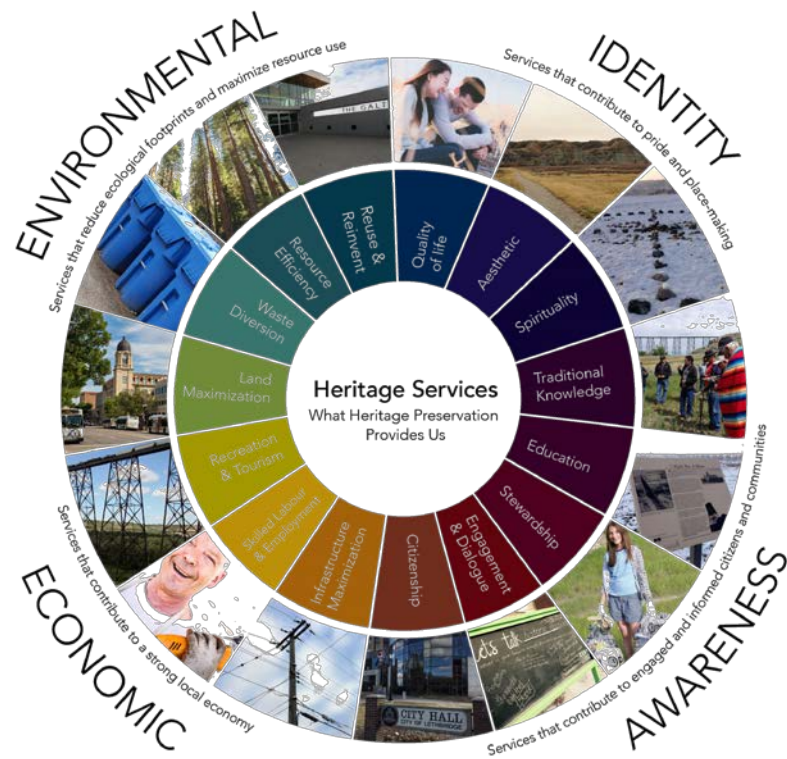 ENVIRONMENTAL
Services that reduce ecological footprints and maximize resource use
IDENTITY
Services that contribute to pride and place-making
AWARENESS
Services that contribute to engaged and informed citizens and communities
ECONOMIC
Services that contribute to a strong local economy
Heritage Services
What Heritage Preservation
Provides Us
Quality
of life
Aesthetic
Spirituality
Traditional
Knowledge
Education
Stewardship
Engagement
& Dialogue
Citizenship
Infrastructure
Maximization
Skilled Labour
& Employment
Recreation
& Tourism
Land
Maximization
Waste
Diversion
Resource
Efficiency
Reuse &
Reinvent
THE GALT
Let's talk
CITY HALL
CITY OF LETHBRIDGE